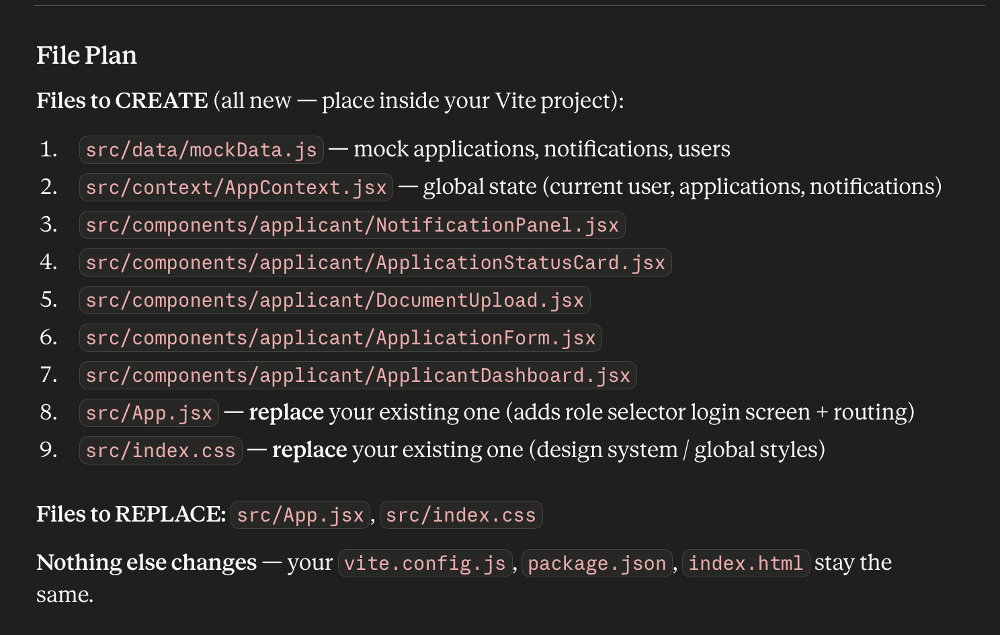 File Plan
Files to CREATE (all new — place inside your Vite project):
1. src/data/mockData.js — mock applications, notifications, users
2. src/context/AppContext.jsx — global state (current user, applications, notifications)
3. src/components/applicant/NotificationPanel.jsx
4. src/components/applicant/ApplicationStatusCard.jsx
5. src/components/applicant/DocumentUpload.jsx
6. src/components/applicant/ApplicationForm.jsx
7. src/components/applicant/ApplicantDashboard.jsx
8. src/App.jsx — replace your existing one (adds role selector login screen + routing)
9. src/index.css — replace your existing one (design system / global styles)
Files to REPLACE: src/App.jsx, src/index.css
Nothing else changes — your vite.config.js, package.json, index.html stay the
same.